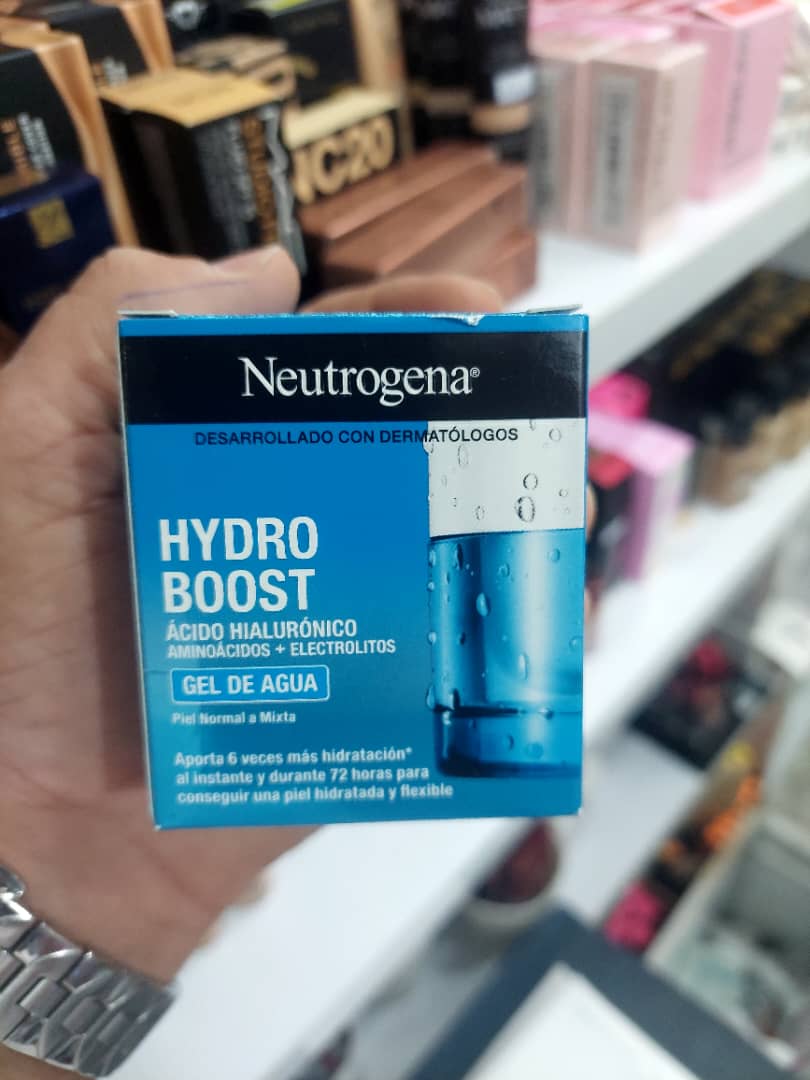 NC20
Neutrogena®
DESARROLLADO CON DERMATÓLOGOS
HYDRO
BOOST
ÁCIDO HIALURÓNICO
AMINOÁCIDOS + ELECTROLITOS
GEL DE AGUA
Piel Normal a Mixta
Aporta 6 veces más hidratación*
al instante y durante 72 horas para
conseguir una piel hidratada y flexible